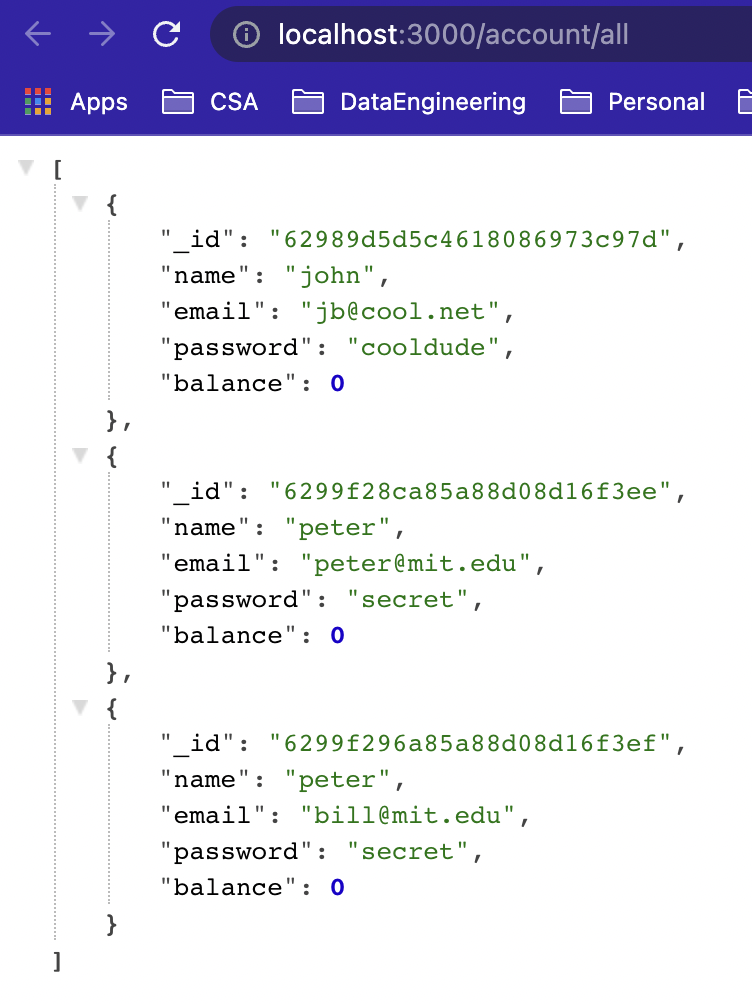 localhost:3000/account/all
Apps CSA DataEngineering Personal
[
{
"_id": "62989d5d5c4618086973c97d",
"name": "john",
"email": "jb@cool.net",
"password": "cooldude",
"balance": 0
},
{
"_id": "6299f28ca85a88d08d16f3ee",
"name": "peter",
"email": "peter@mit.edu",
"password": "secret",
"balance": 0
},
{
"_id": "6299f296a85a88d08d16f3ef",
"name": "peter",
"email": "bill@mit.edu",
"password": "secret",
"balance": 0
}
]